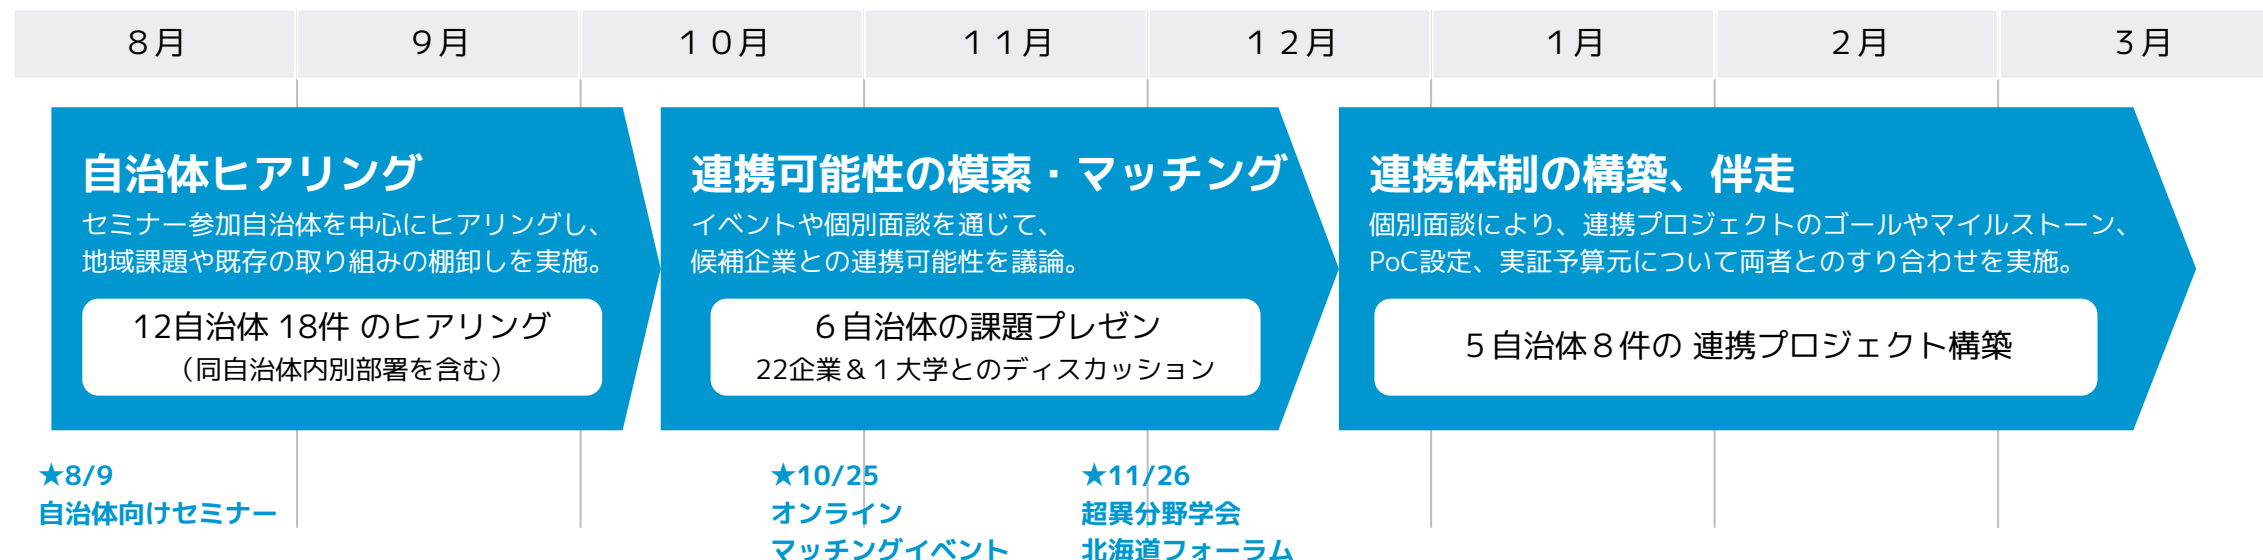 ８月
９月
１０月
１１月
１２月
１月
２月
３月
自治体ヒアリング
セミナー参加自治体を中心にヒアリングし、
地域課題や既存の取り組みの棚卸しを実施。
12自治体 18件 のヒアリング
（同自治体内別部署を含む）
連携可能性の模索・マッチング
イベントや個別面談を通じて、
候補企業との連携可能性を議論。
６自治体の課題プレゼン
22企業＆１大学とのディスカッション
連携体制の構築、伴走
個別面談により、連携プロジェクトのゴールやマイルストーン、
PoC設定、実証予算元について両者とのすり合わせを実施。
５自治体８件の 連携プロジェクト構築
★8/9
自治体向けセミナー
★10/25
オンライン
マッチングイベント
★11/26
超異分野学会
北海道フォーラム